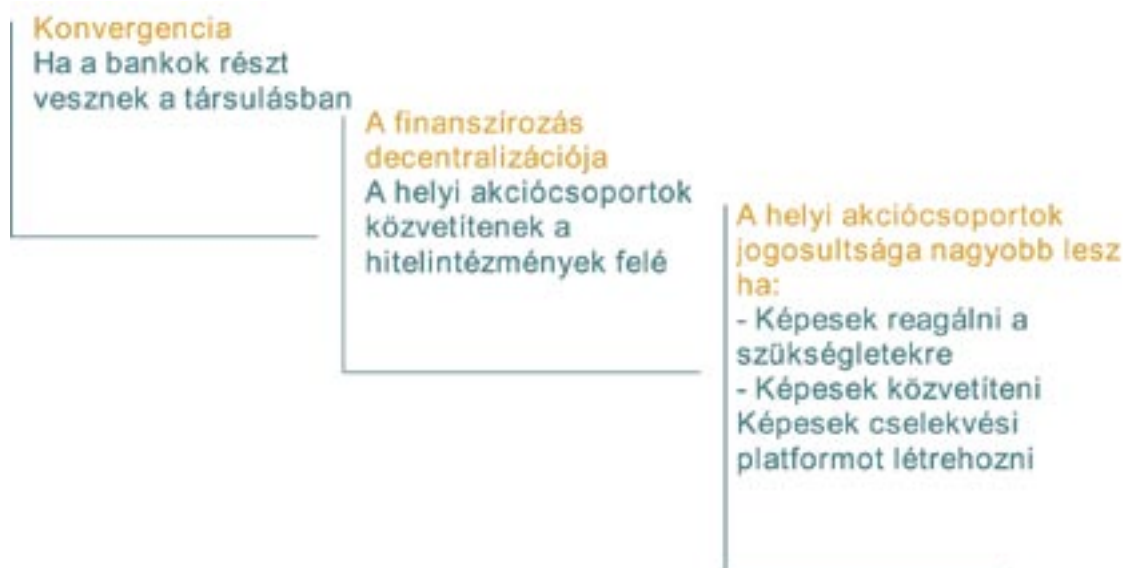 Konvergencia
Ha a bankok részt
vesznek a társulásban
A finanszírozás
decentralizációja
A helyi akciócsoportok
közvetítenek a
hitelintézmények felé
A helyi akciócsoportok
jogosultsága nagyobb lesz
ha:
- Képesek reagálni a
szükségletekre
- Képesek közvetíteni
Képesek cselekvési
platformot létrehozni